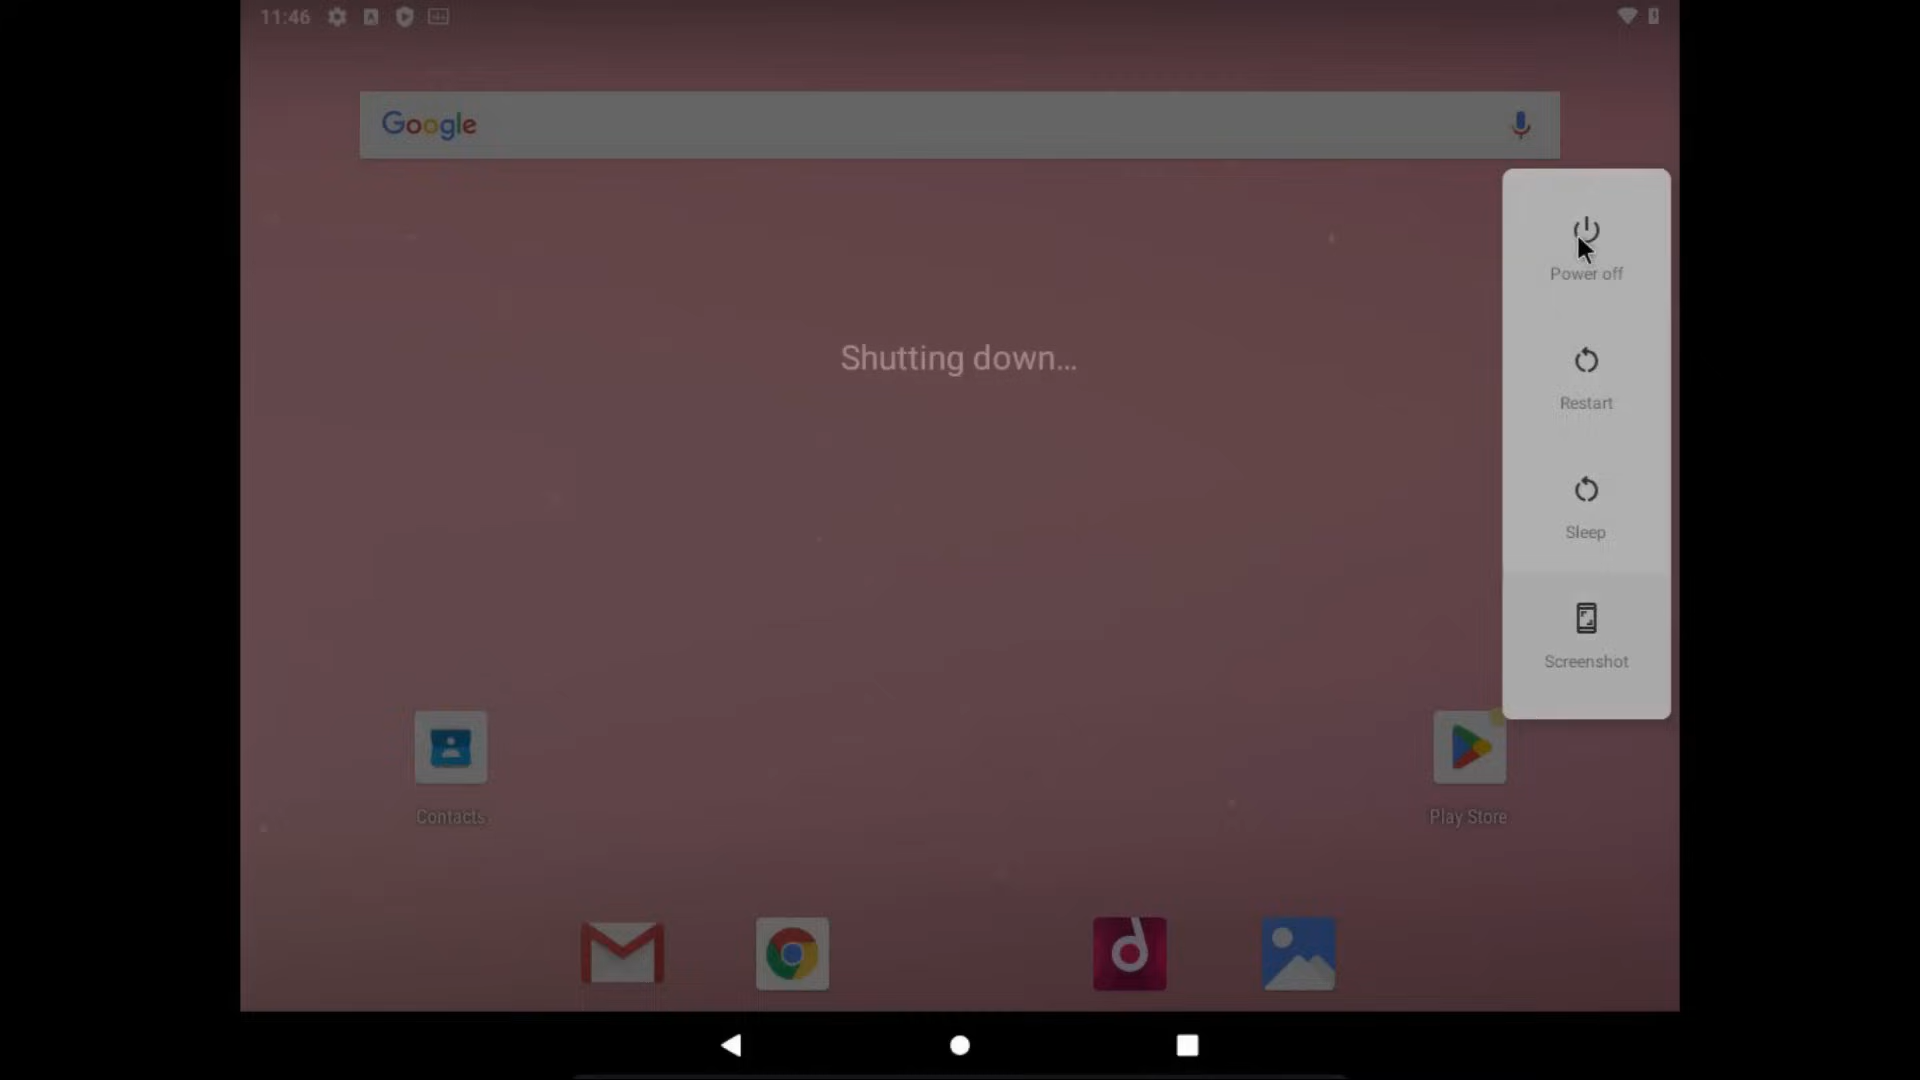 11:46
Google
Power off
Shutting down...
Restart
Sleep
Screenshot
Contacts
Play Store